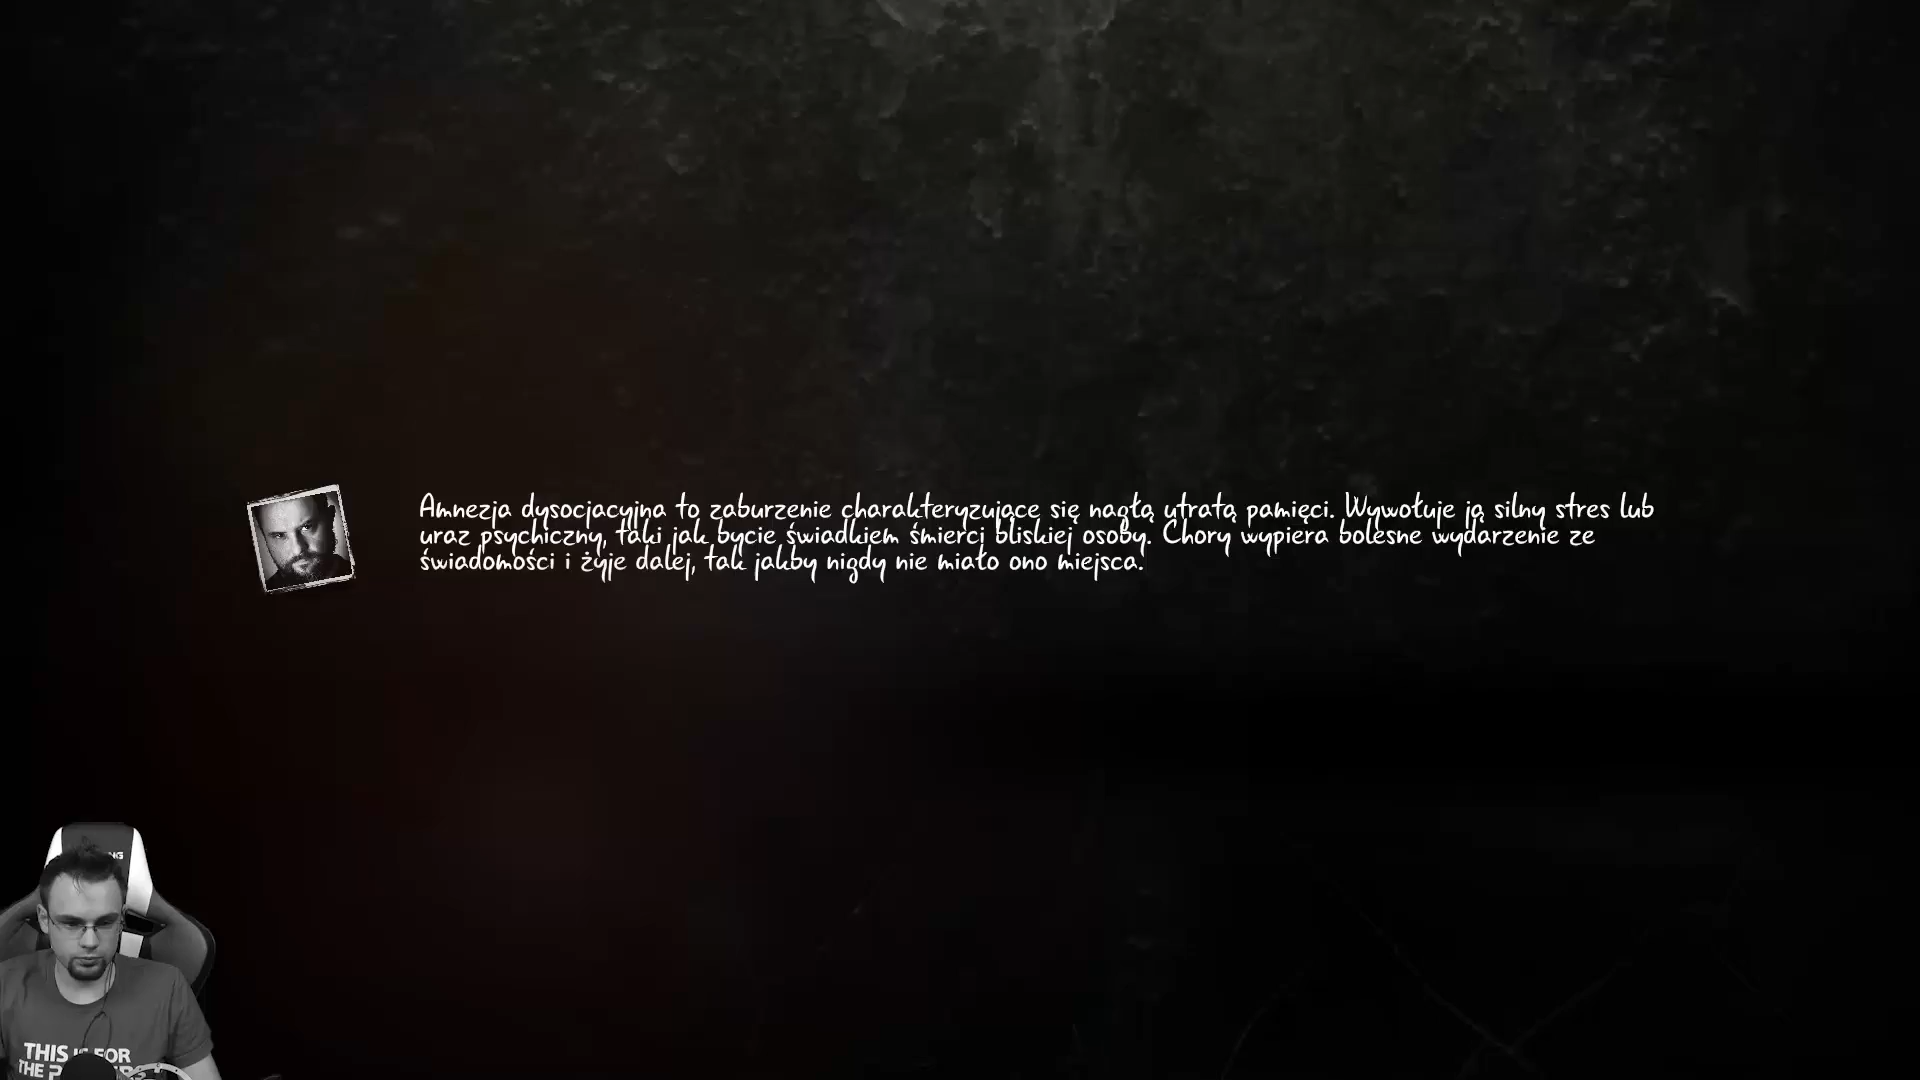 Amnezja dysocjacyjna to zaburzenie charakteryzujące się nagłą utratą pamięci. Wywołuje ją silny stres lub
uraz psychiczny, taki jak bycie świadkiem śmierci bliskiej osoby. Chory wypiera bolesne wydarzenie ze
świadomości i żyje dalej, tak jakby nigdy nie miało ono miejsca.
THIS IS FOR
THE